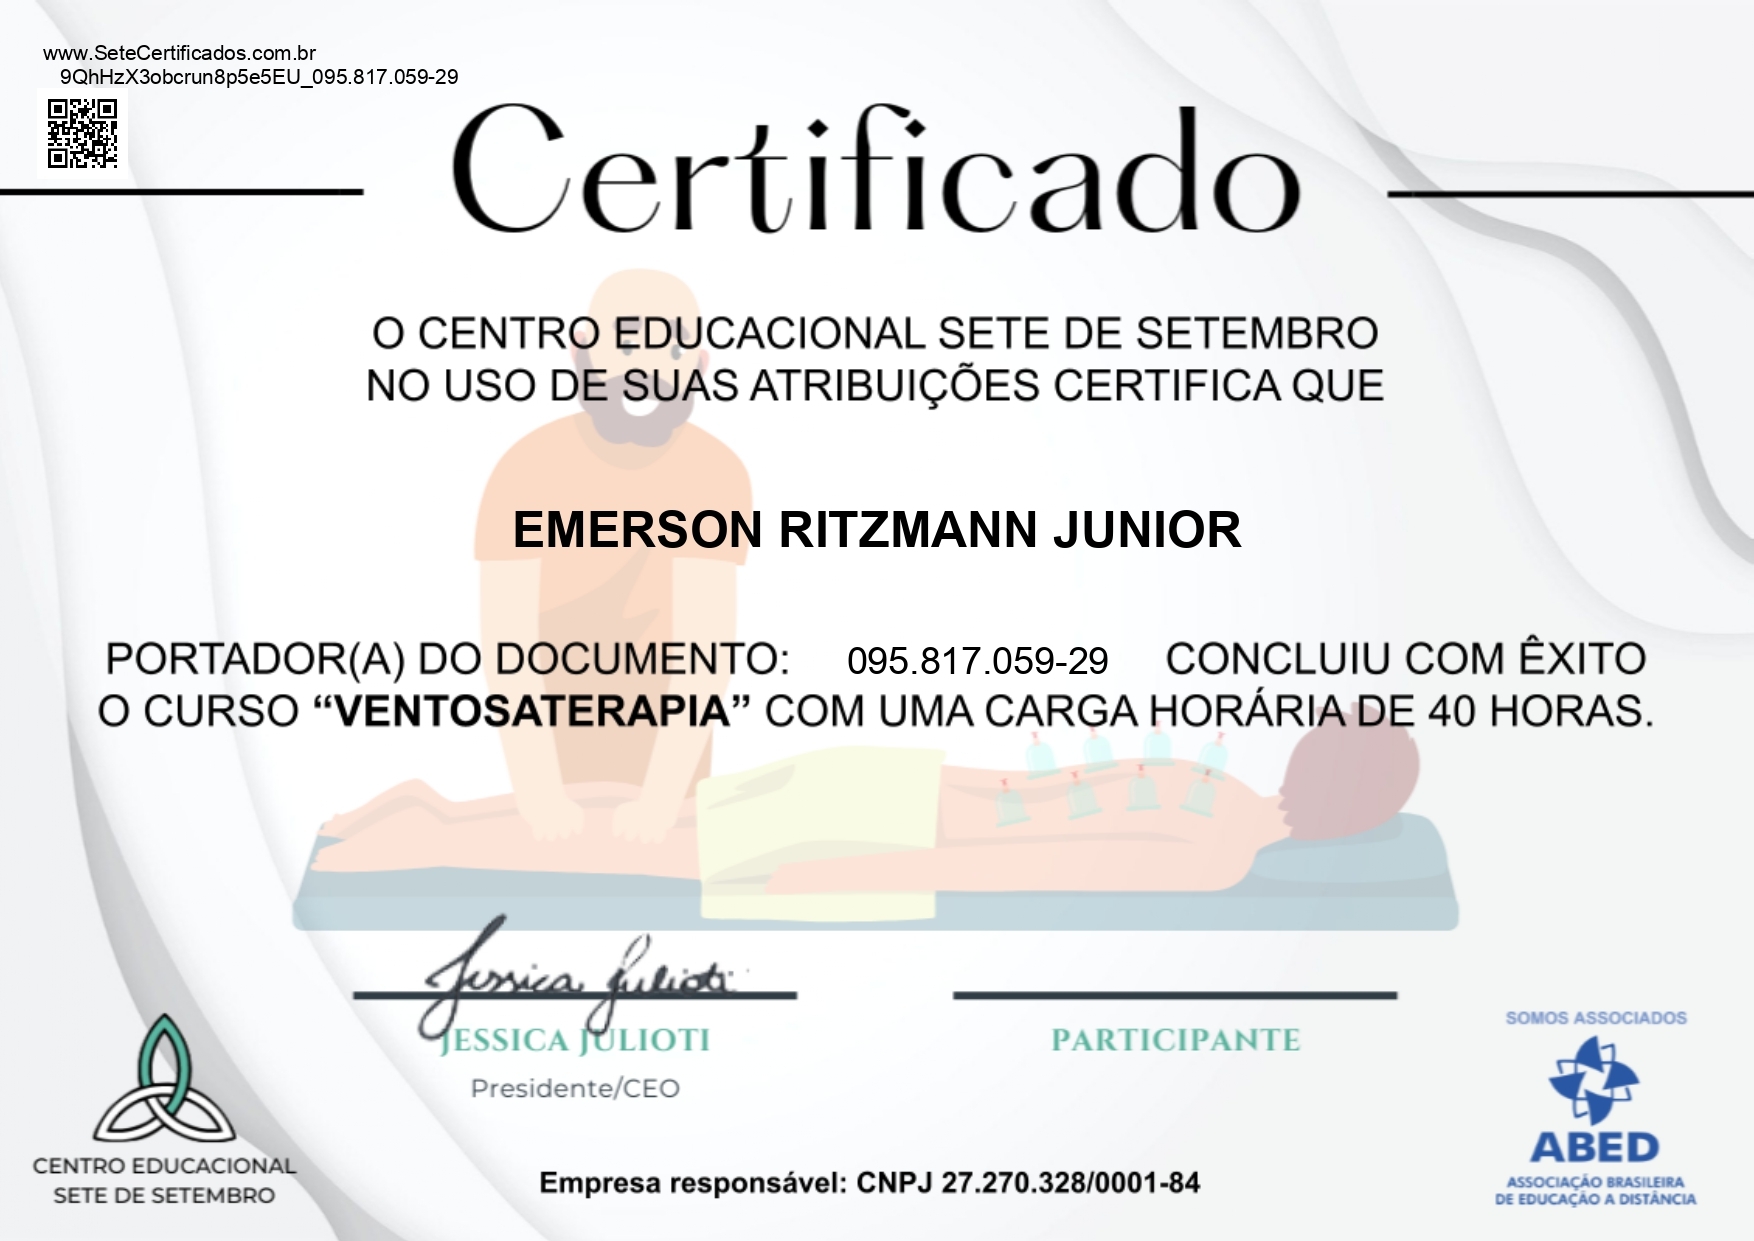 www.SeteCertificados.com.br
9QhHzX3obcrun8p5e5EU_095.817.059-29
Certificado
O CENTRO EDUCACIONAL SETE DE SETEMBRO
NO USO DE SUAS ATRIBUIÇÕES CERTIFICA QUE
EMERSON RITZMANN JUNIOR
PORTADOR(A) DO DOCUMENTO: 095.817.059-29 CONCLUIU COM ÊXITO
O CURSO “VENTOSATERAPIA” COM UMA CARGA HORÁRIA DE 40 HORAS.
Jessica Julioti
JESSICA JULIOTI
Presidente/CEO
PARTICIPANTE
CENTRO EDUCACIONAL
SETE DE SETEMBRO
Empresa responsável: CNPJ 27.270.328/0001-84
SOMOS ASSOCIADOS
ABED
ASSOCIAÇÃO BRASILEIRA
DE EDUCAÇÃO A DISTÂNCIA